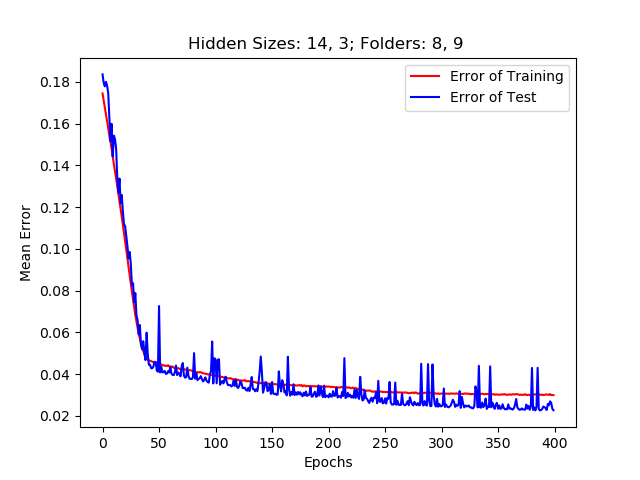 Hidden Sizes: 14, 3; Folders: 8, 9
Error of Training
Error of Test
Mean Error
0.18
0.16
0.14
0.12
0.10
0.08
0.06
0.04
0.02
0 50 100 150 200 250 300 350 400
Epochs